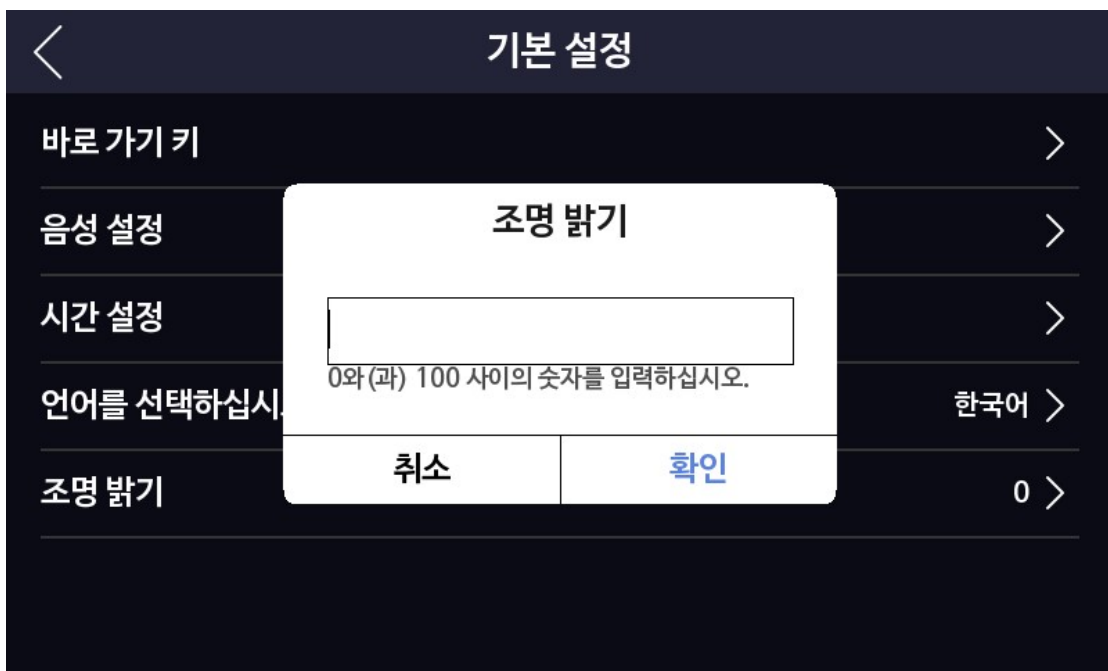 기본 설정
바로 가기 키
음성 설정
시간 설정
언어를 선택하십시
한국어
조명 밝기
0
조명 밝기
0와(과) 100 사이의 숫자를 입력하십시오.
취소
확인